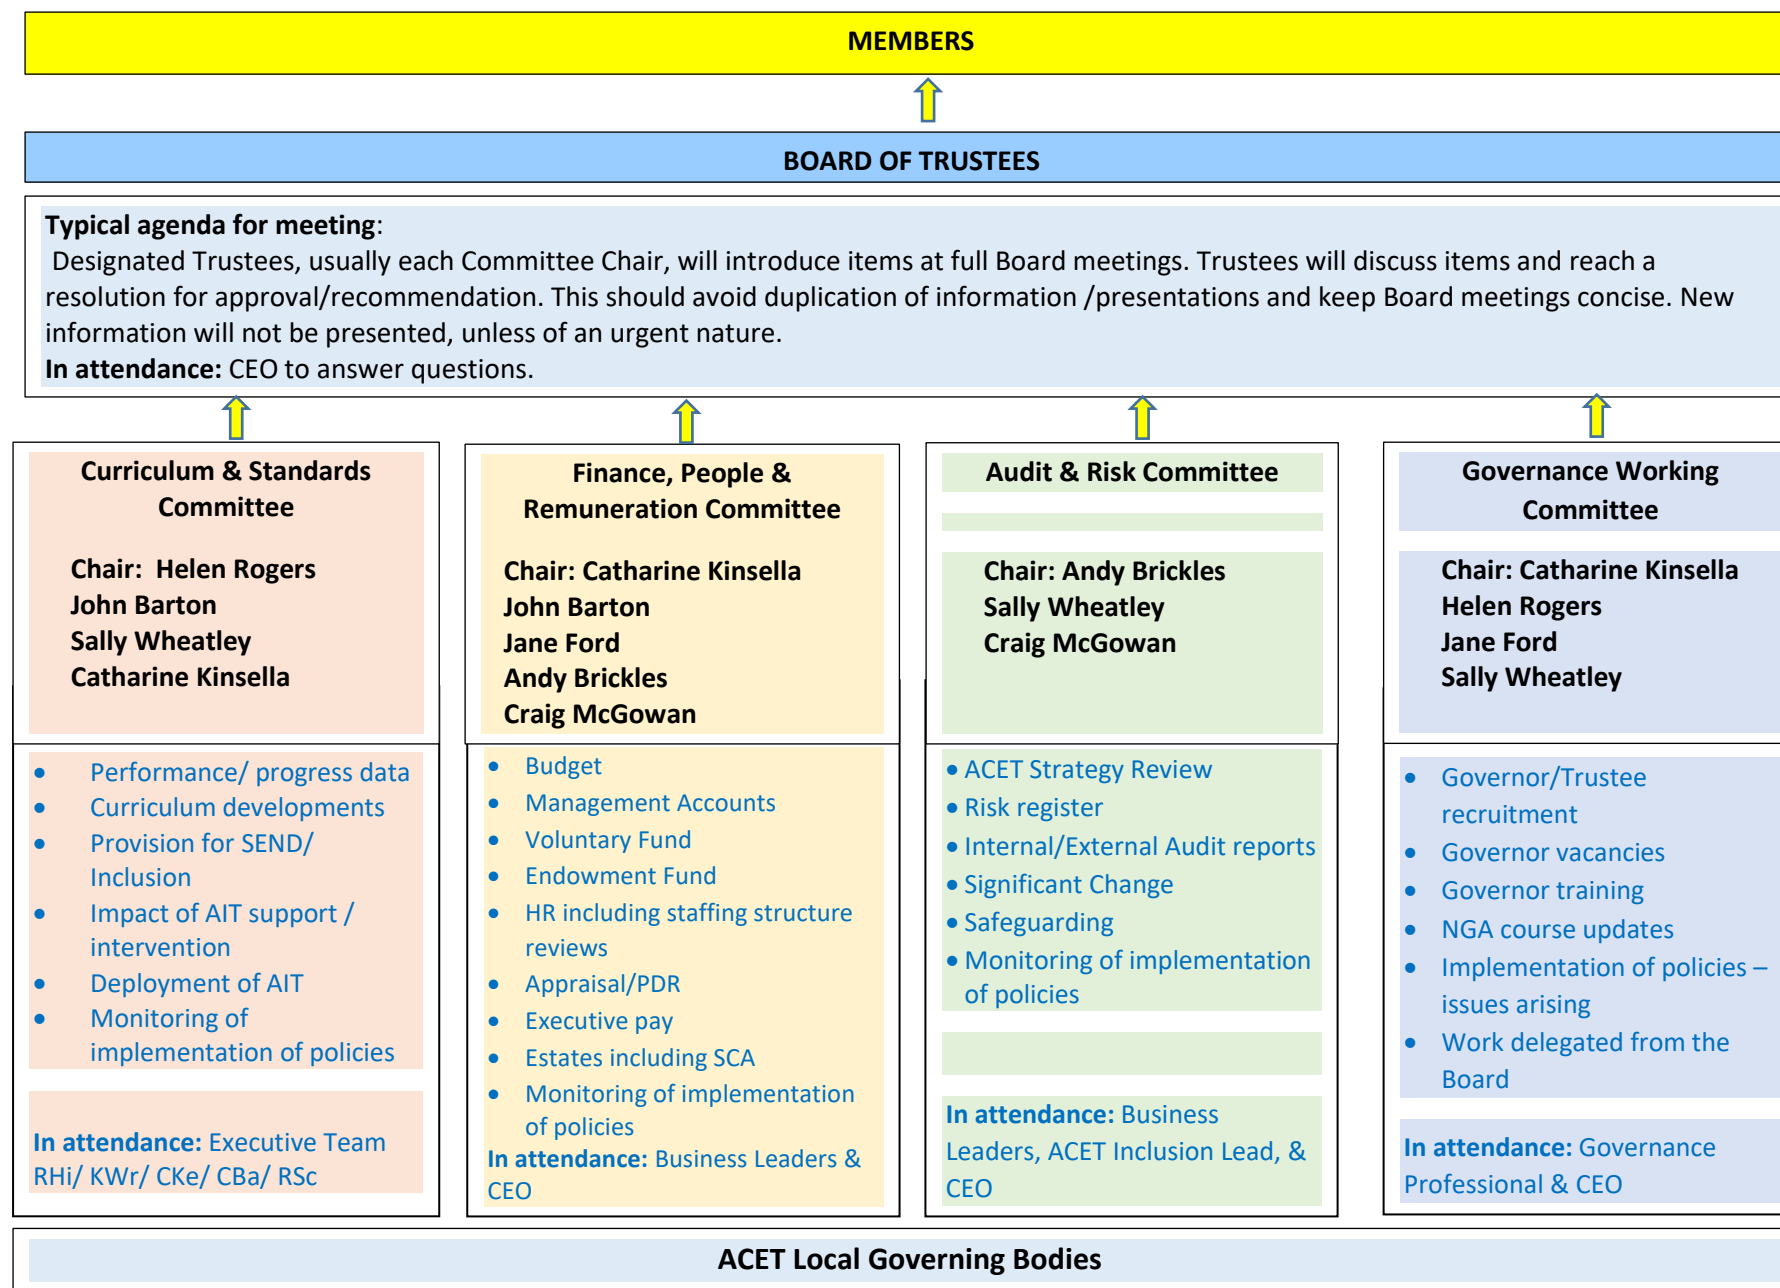 MEMBERS
BOARD OF TRUSTEES
Typical agenda for meeting:
Designated Trustees, usually each Committee Chair, will introduce items at full Board meetings. Trustees will discuss items and reach a
resolution for approval/recommendation. This should avoid duplication of information /presentations and keep Board meetings concise. New
information will not be presented, unless of an urgent nature.
In attendance: CEO to answer questions.
Curriculum & Standards
Committee
Chair:  Helen Rogers
John Barton
Sally Wheatley
Catharine Kinsella
• Performance/ progress data
• Curriculum developments
• Provision for SEND/
Inclusion
• Impact of AIT support /
intervention
• Deployment of AIT
• Monitoring of
implementation of policies
In attendance: Executive Team
RHi/ KWr/ CKe/ CBa/ RSc
Finance, People &
Remuneration Committee
Chair: Catharine Kinsella
John Barton
Jane Ford
Andy Brickles
Craig McGowan
• Budget
• Management Accounts
• Voluntary Fund
• Endowment Fund
• HR including staffing structure
reviews
• Appraisal/PDR
• Executive pay
• Estates including SCA
• Monitoring of implementation
of policies
In attendance: Business Leaders &
CEO
Audit & Risk Committee
Chair: Andy Brickles
Sally Wheatley
Craig McGowan
• ACET Strategy Review
• Risk register
• Internal/External Audit reports
• Significant Change
• Safeguarding
• Monitoring of implementation
of policies
In attendance: Business
Leaders, ACET Inclusion Lead, &
CEO
Governance Working
Committee
Chair: Catharine Kinsella
Helen Rogers
Jane Ford
Sally Wheatley
• Governor/Trustee
recruitment
• Governor vacancies
• Governor training
• NGA course updates
• Implementation of policies –
issues arising
• Work delegated from the
Board
In attendance: Governance
Professional & CEO
ACET Local Governing Bodies